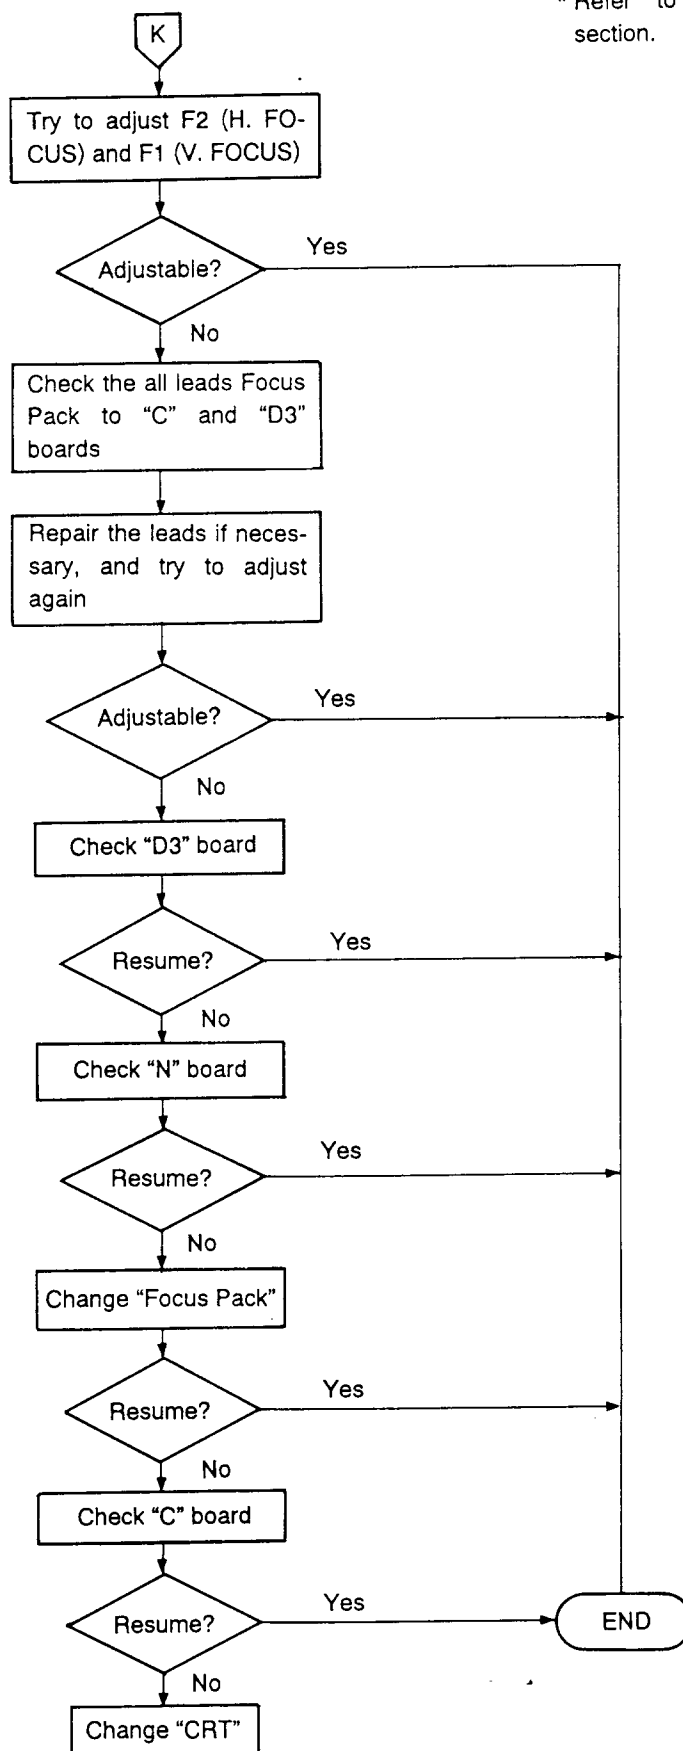 * Refer to
section.
K
Try to adjust F2 (H. FO-
CUS) and F1 (V. FOCUS)
Adjustable?
Yes
No
Check the all leads Focus
Pack to “C” and “D3”
boards
Repair the leads if neces-
sary, and try to adjust
again
Adjustable?
Yes
No
Check “D3” board
Resume?
Yes
No
Check “N” board
Resume?
Yes
No
Change “Focus Pack”
Resume?
Yes
No
Check “C” board
Resume?
Yes
END
No
Change “CRT”